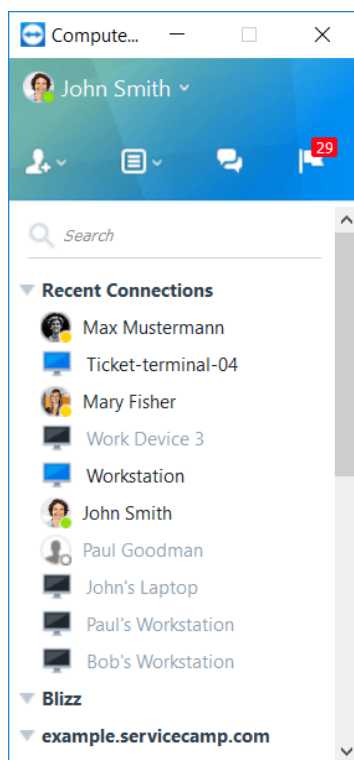 Compute...
John Smith
29
Search
Recent Connections
Max Mustermann
Ticket-terminal-04
Mary Fisher
Work Device 3
Workstation
John Smith
Paul Goodman
John's Laptop
Paul's Workstation
Bob's Workstation
Blizz
example.servicecamp.com